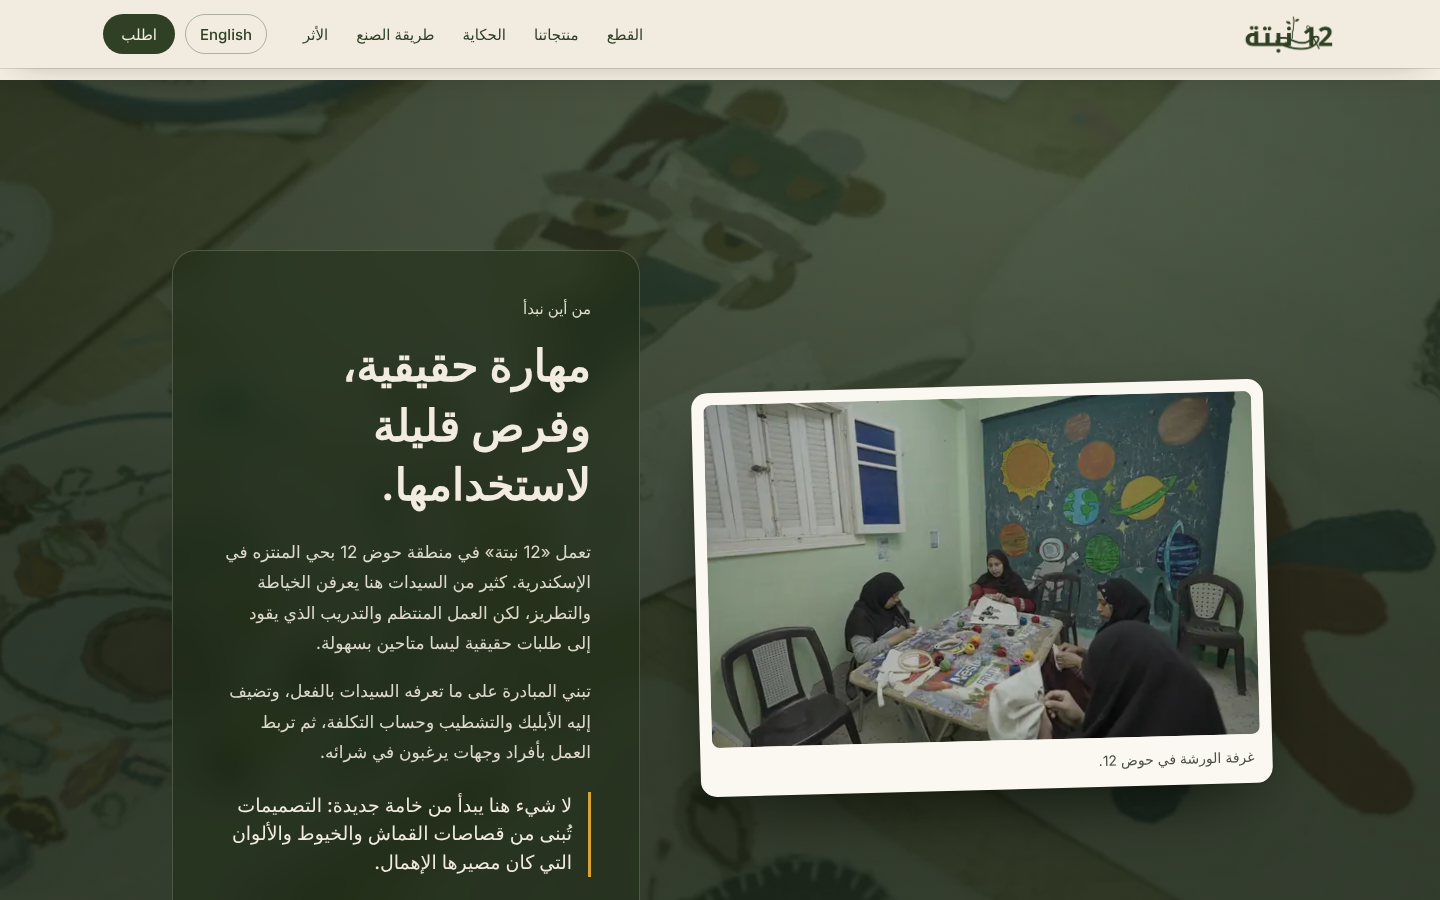 12 نبتة
القطع
منتجاتنا
الحكاية
طريقة الصنع
الأثر
English
اطلب
من أين نبدأ
مهارة حقيقية،
وفرص قليلة
لاستخدامها.
تعمل «12 نبتة» في منطقة حوض 12 بحي المنتزه في
الإسكندرية. كثير من السيدات هنا يعرفن الخياطة
والتطريز، لكن العمل المنتظم والتدريب الذي يقود
إلى طلبات حقيقية ليسا متاحين بسهولة.
تبني المبادرة على ما تعرفه السيدات بالفعل، وتضيف
إليه الأبليك والتشطيب وحساب التكلفة، ثم تربط
العمل بأفراد وجهات يرغبون في شرائه.
لا شيء هنا يبدأ من خامة جديدة: التصميمات
تُبنى من قصاصات القماش والخيوط والألوان
التي كان مصيرها الإهمال.
غرفة الورشة في حوض 12.